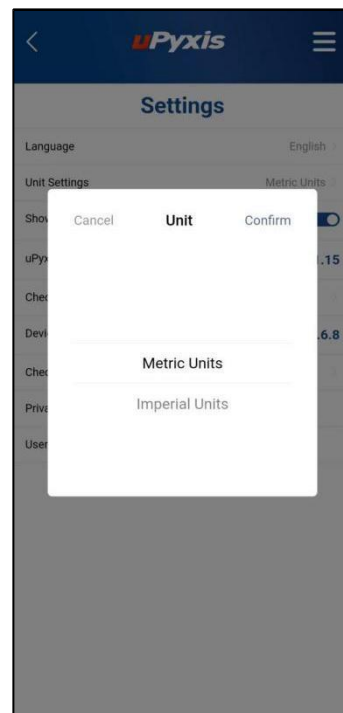 uPyxis
Settings
Language English
Unit Settings Metric Units
Cancel Unit Confirm
.15
.6.8
Metric Units
Imperial Units